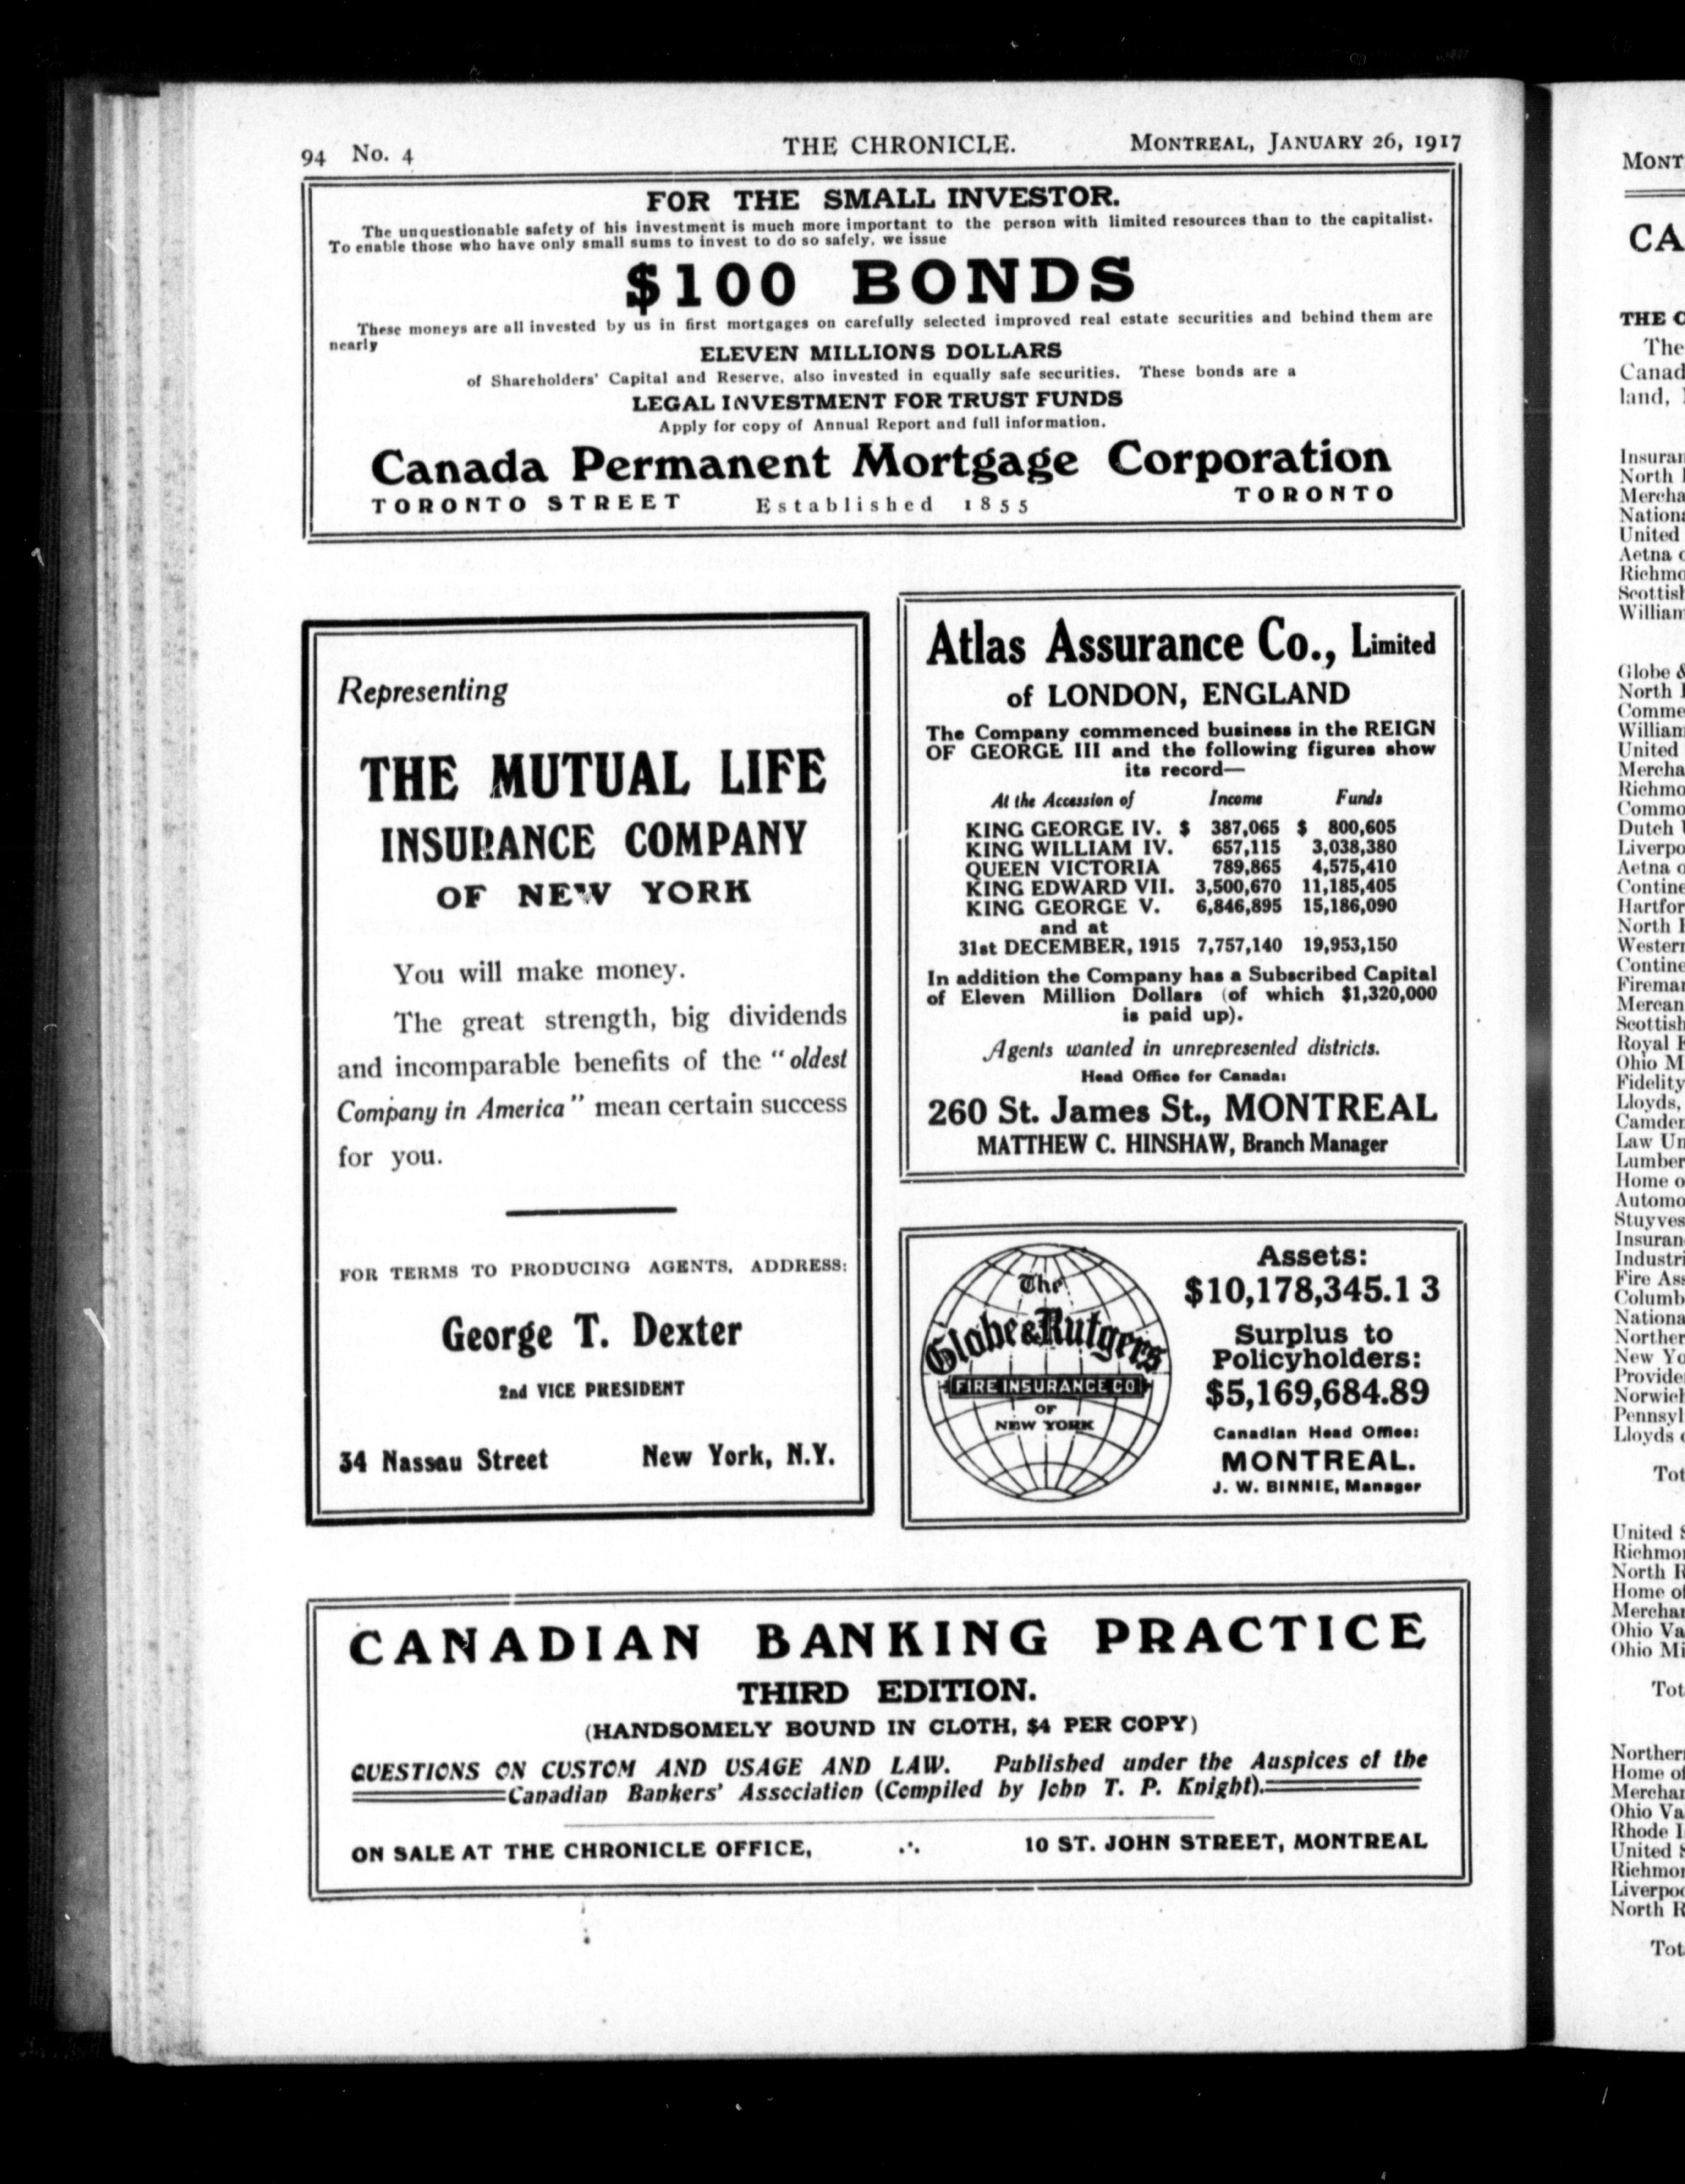 94 No. 4
THE CHRONICLE.
MONTREAL, JANUARY 26, 1917
FOR THE SMALL INVESTOR.
The unquestionable safety of his investment is much more important to the person with limited resources than to the capitalist.
To enable those who have only small sums to invest to do so safely, we issue
$100 BONDS
These moneys are all invested by us in first mortgages on carefully selected improved real estate securities and behind them are
nearly
ELEVEN MILLIONS DOLLARS
of Shareholders' Capital and Reserve, also invested in equally safe securities. These bonds are a
LEGAL INVESTMENT FOR TRUST FUNDS
Apply for copy of Annual Report and full information.
Canada Permanent Mortgage Corporation
TORONTO STREET Established 1855 TORONTO
Representing
THE MUTUAL LIFE
INSURANCE COMPANY
OF NEW YORK
You will make money.
The great strength, big dividends
and incomparable benefits of the "oldest
Company in America" mean certain success
for you.
FOR TERMS TO PRODUCING AGENTS, ADDRESS:
George T. Dexter
2nd VICE PRESIDENT
34 Nassau Street New York, N.Y.
Atlas Assurance Co., Limited
of LONDON, ENGLAND
The Company commenced business in the REIGN
OF GEORGE III and the following figures show
its record—
At the Accession of Income Funds
KING GEORGE IV. $ 387,065 $ 800,605
KING WILLIAM IV. 657,115 3,038,380
QUEEN VICTORIA 789,865 4,575,410
KING EDWARD VII. 3,500,670 11,185,405
KING GEORGE V. 6,846,895 15,186,090
and at
31st DECEMBER, 1915 7,757,140 19,953,150
In addition the Company has a Subscribed Capital
of Eleven Million Dollars (of which $1,320,000
is paid up).
Agents wanted in unrepresented districts.
Head Office for Canada:
260 St. James St., MONTREAL
MATTHEW C. HINSHAW, Branch Manager
The
Globe & Rutgers
FIRE INSURANCE CO
OF
NEW YORK
Assets:
$10,178,345.13
Surplus to
Policyholders:
$5,169,684.89
Canadian Head Office:
MONTREAL.
J. W. BINNIE, Manager
CANADIAN BANKING PRACTICE
THIRD EDITION.
(HANDSOMELY BOUND IN CLOTH, $4 PER COPY)
QUESTIONS ON CUSTOM AND USAGE AND LAW. Published under the Auspices of the
Canadian Bankers' Association (Compiled by John T. P. Knight).
ON SALE AT THE CHRONICLE OFFICE, ∴ 10 ST. JOHN STREET, MONTREAL